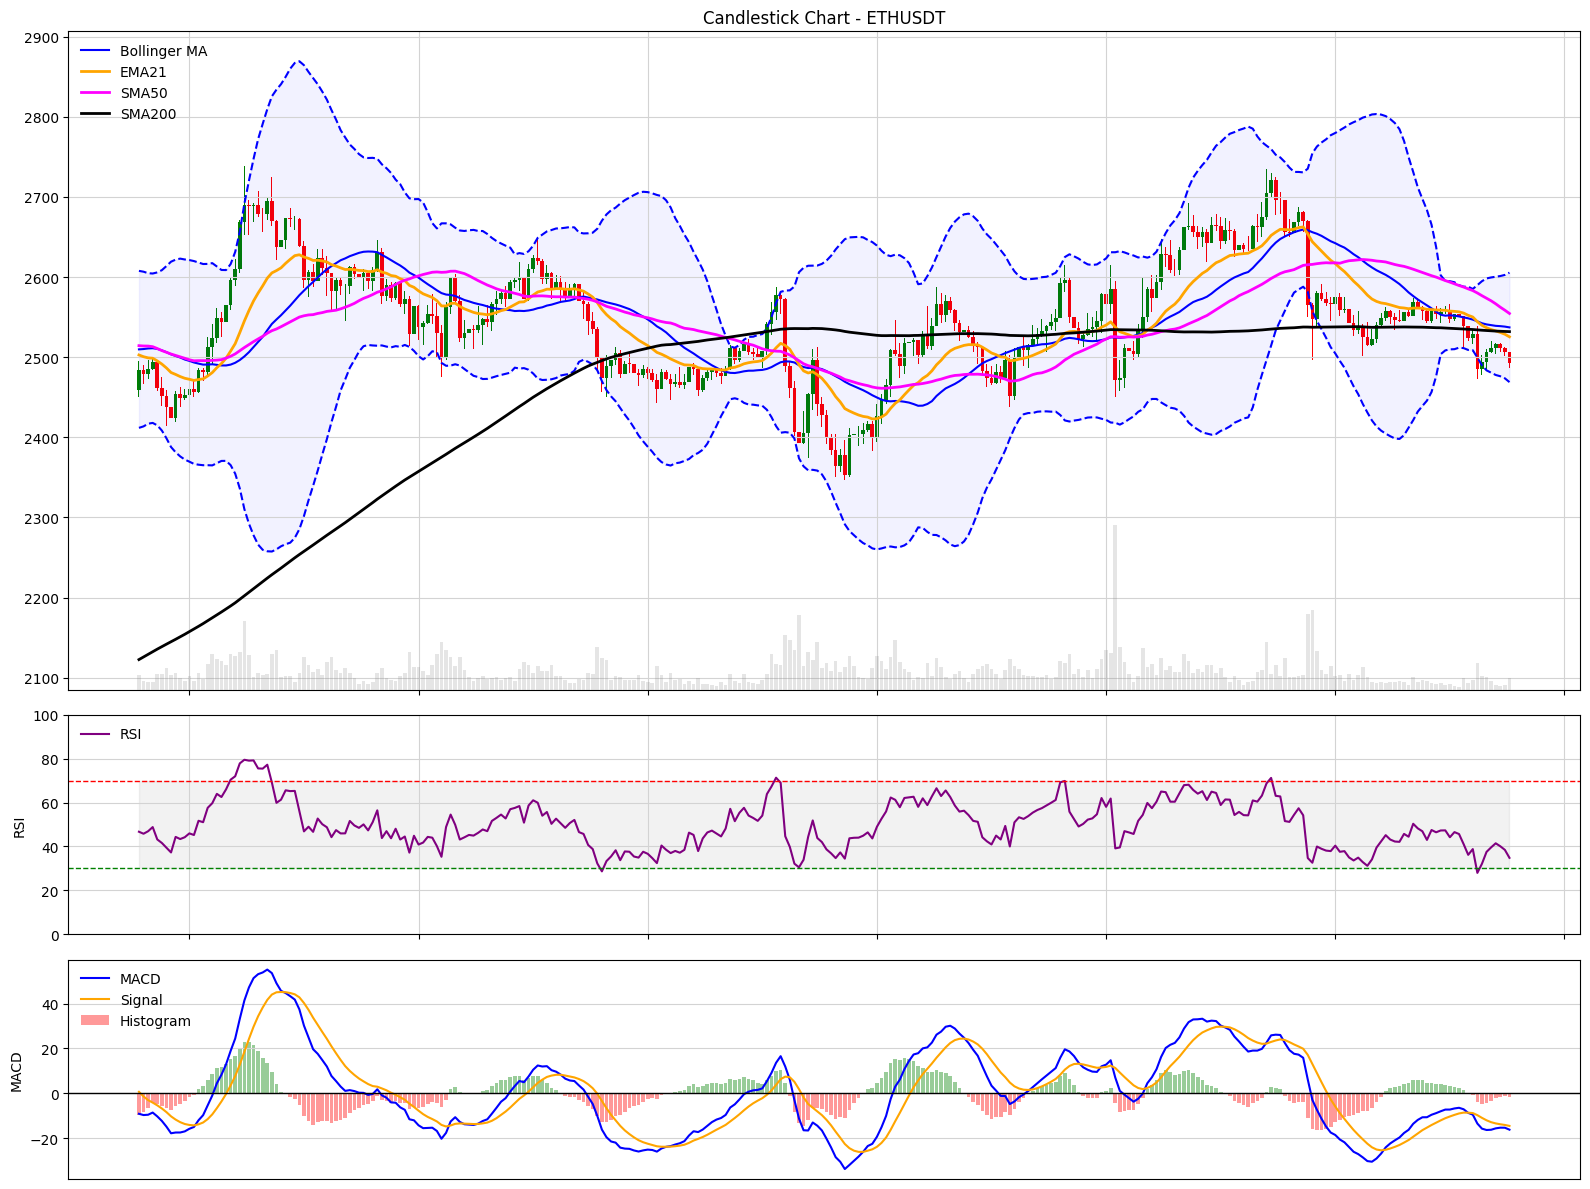 Candlestick Chart - ETHUSDT
Bollinger MA
EMA21
SMA50
SMA200
2900
2800
2700
2600
2500
2400
2300
2200
2100
RSI
100
80
60
40
20
0
RSI
MACD
Signal
Histogram
40
20
0
−20
MACD